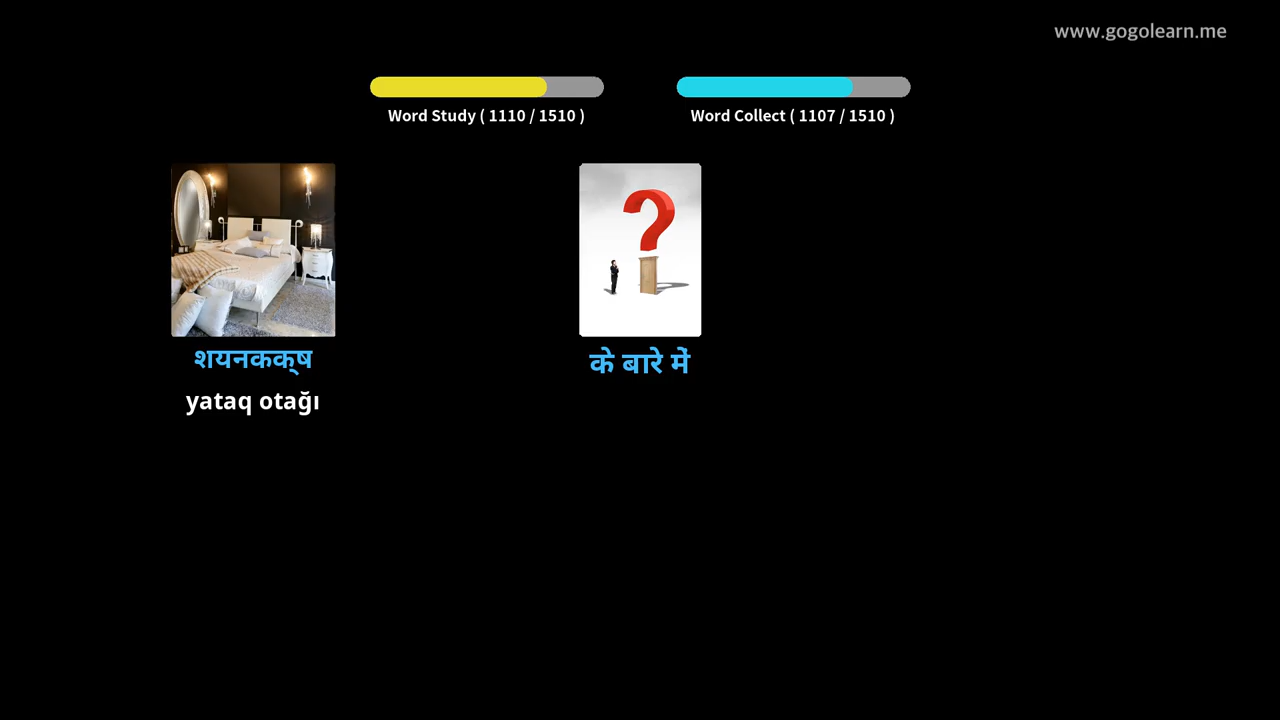 www.gogolearn.me
Word Study ( 1110 / 1510 )
Word Collect ( 1107 / 1510 )
शयनकक्ष
yataq otağı
के बारे में